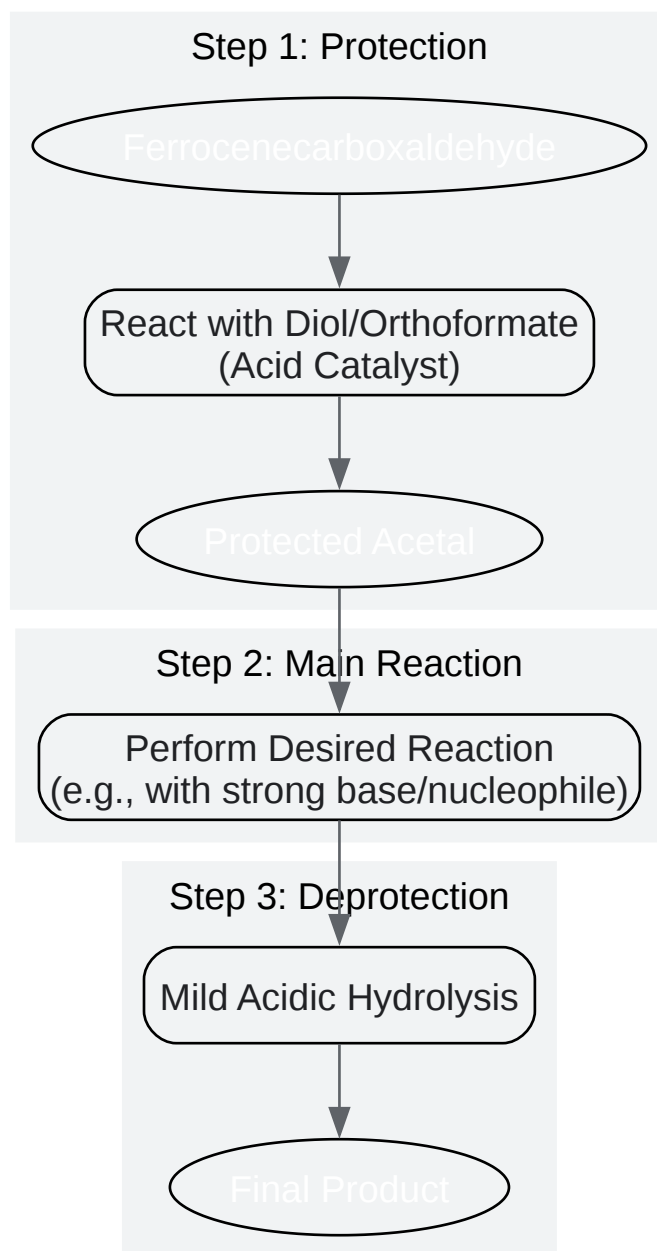 Step 1: Protection
Ferrocenecarboxaldehyde
React with Diol/Orthoformate
(Acid Catalyst)
Protected Acetal
Step 2: Main Reaction
Perform Desired Reaction
(e.g., with strong base/nucleophile)
Step 3: Deprotection
Mild Acidic Hydrolysis
Final Product